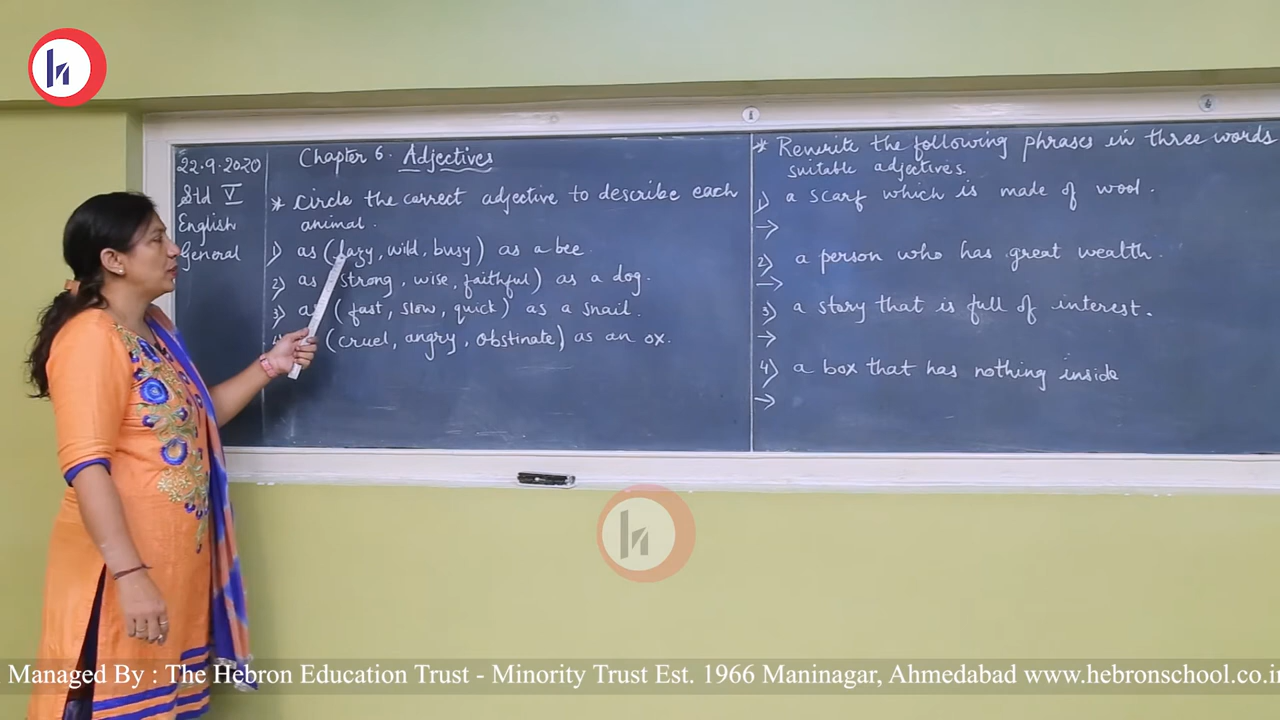 22.9.2020
Std V
English
General
Chapter 6. Adjectives
* Circle the correct adjective to describe each
animal.
1) as (lazy, wild, busy) as a bee.
2) as (strong, wise, faithful) as a dog.
3) as (fast, slow, quick) as a snail.
(cruel, angry, obstinate) as an ox.
* Rewrite the following phrases in three words
suitable adjectives.
1) a scarf which is made of wool.
→
2) a person who has great wealth.
→
3) a story that is full of interest.
→
4) a box that has nothing inside
→
Managed By : The Hebron Education Trust - Minority Trust Est. 1966 Maninagar, Ahmedabad www.hebronschool.co.in